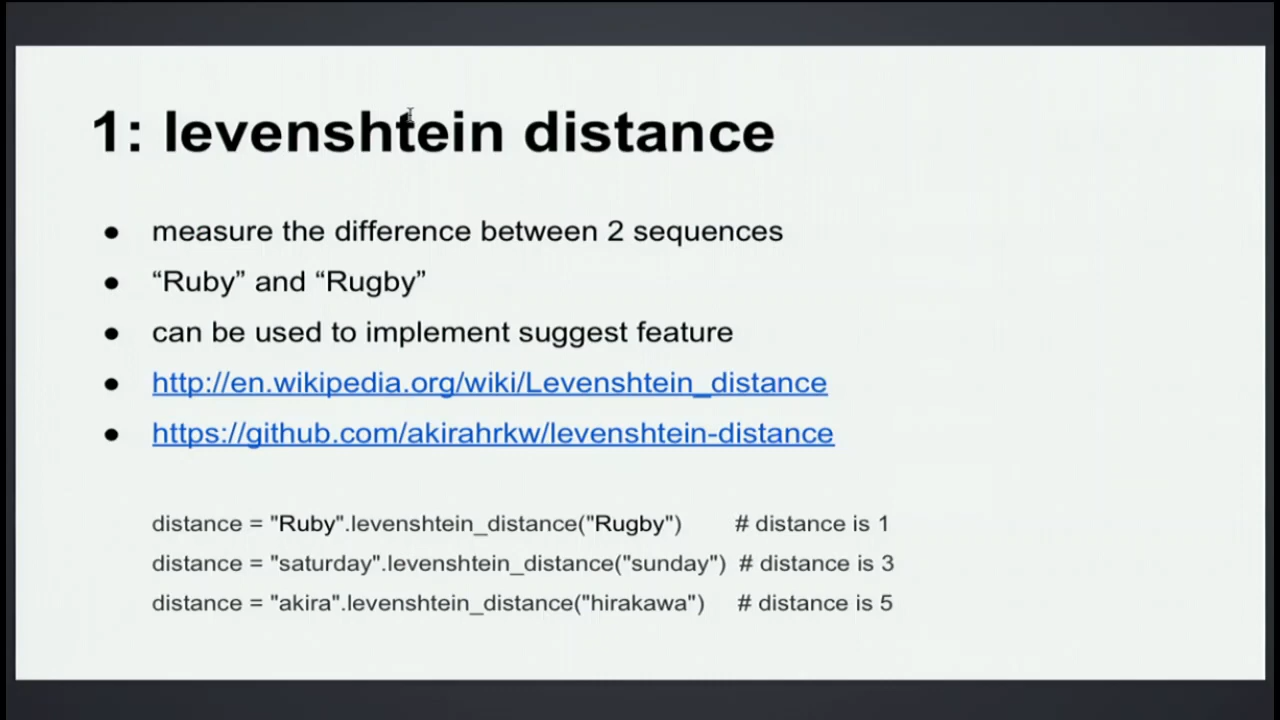 1: levenshtein distance
● measure the difference between 2 sequences
● “Ruby” and “Rugby”
● can be used to implement suggest feature
● http://en.wikipedia.org/wiki/Levenshtein_distance
● https://github.com/akirahrkw/levenshtein-distance
distance = "Ruby".levenshtein_distance("Rugby") # distance is 1
distance = "saturday".levenshtein_distance("sunday") # distance is 3
distance = "akira".levenshtein_distance("hirakawa") # distance is 5